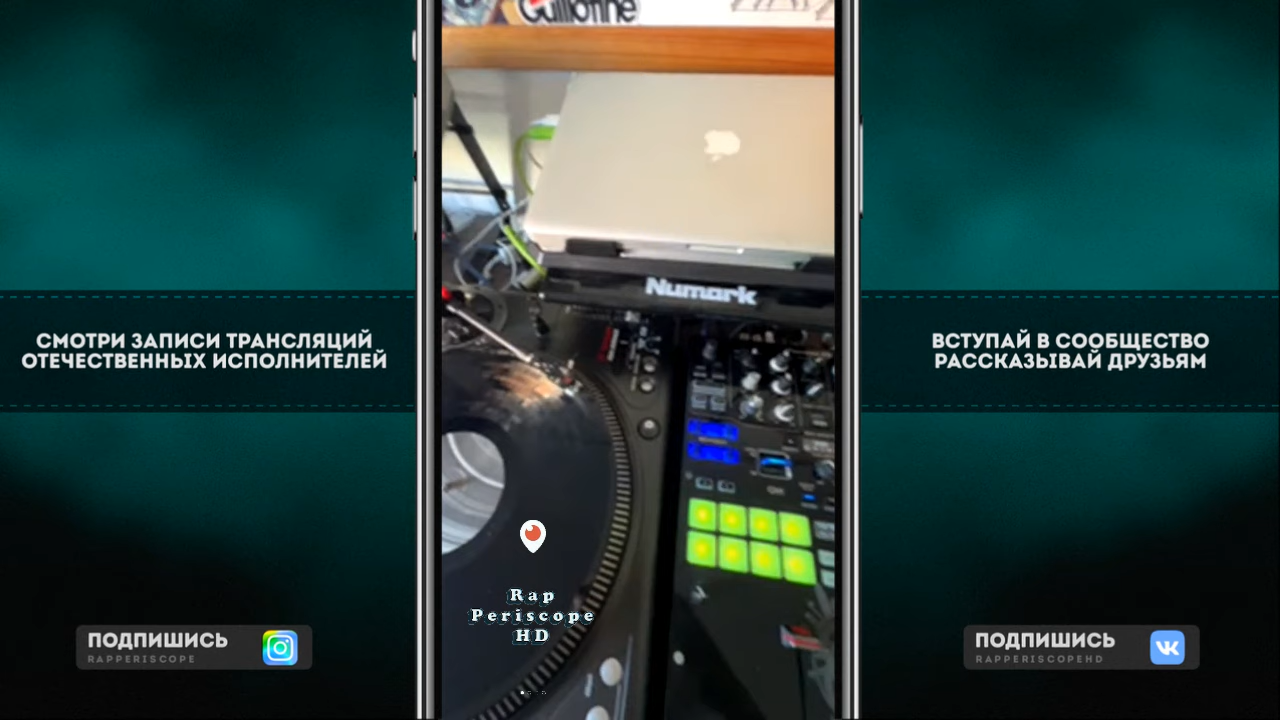 Guillotine
Numark
СМОТРИ ЗАПИСИ ТРАНСЛЯЦИЙ
ОТЕЧЕСТВЕННЫХ ИСПОЛНИТЕЛЕЙ
ВСТУПАЙ В СООБЩЕСТВО
РАССКАЗЫВАЙ ДРУЗЬЯМ
Rap
Periscope
HD
ПОДПИШИСЬ
RAPPERISCOPE
ПОДПИШИСЬ
RAPPERISCOPEHD